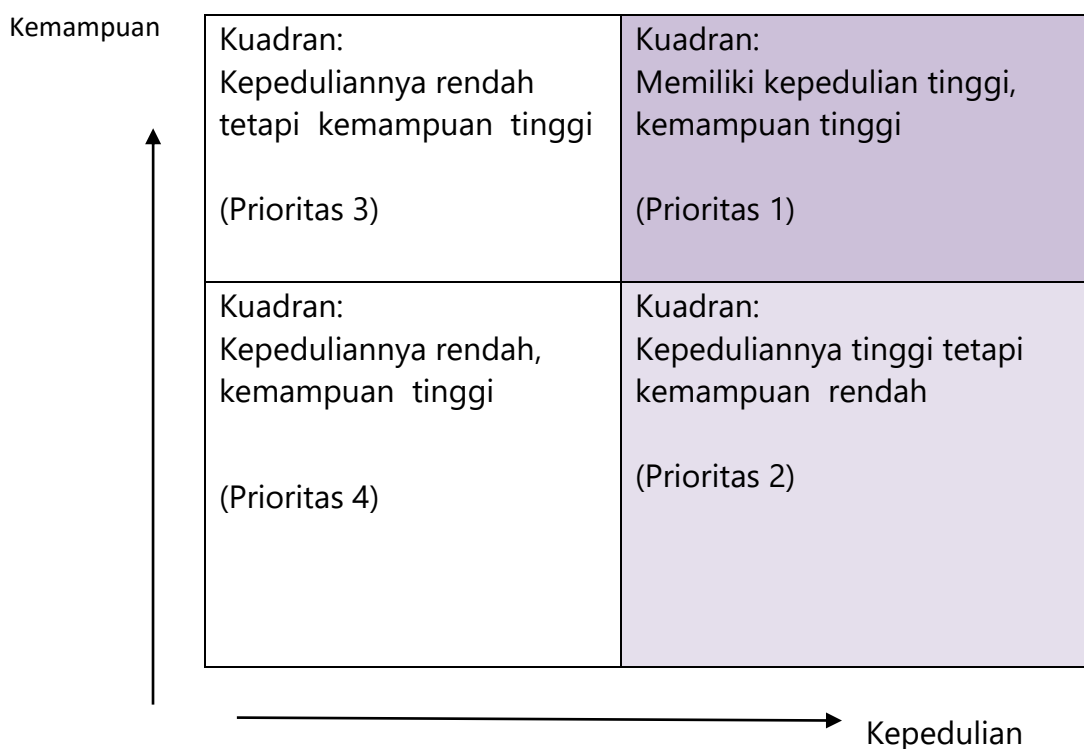 Kemampuan
Kuadran:
Kepeduliannya rendah
tetapi kemampuan tinggi
(Prioritas 3)
Kuadran:
Memiliki kepedulian tinggi,
kemampuan tinggi
(Prioritas 1)
Kuadran:
Kepeduliannya rendah,
kemampuan tinggi
(Prioritas 4)
Kuadran:
Kepeduliannya tinggi tetapi
kemampuan rendah
(Prioritas 2)
Kepedulian